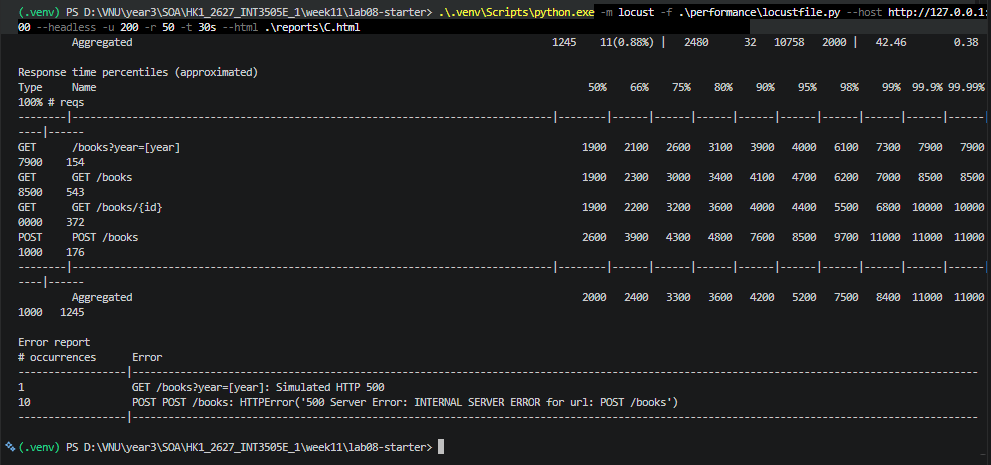 (.venv) PS D:\VNU\year3\SOA\HK1_2627_INT3505E_1\week11\lab08-starter> .\.venv\Scripts\python.exe -m locust -f .\performance\locustfile.py --host http://127.0.0.1:
00 --headless -u 200 -r 50 -t 30s --html .\reports\C.html
Aggregated 1245 11(0.88%) | 2480 32 10758 2000 | 42.46 0.38
Response time percentiles (approximated)
Type Name 50% 66% 75% 80% 90% 95% 98% 99% 99.9% 99.99%
100% # reqs
--------|--------------------------------------------------------------------------------|--------|------|------|------|------|------|------|------|------|------|
----|------
GET /books?year=[year] 1900 2100 2600 3100 3900 4000 6100 7300 7900 7900
7900 154
GET GET /books 1900 2300 3000 3400 4100 4700 6200 7000 8500 8500
8500 543
GET GET /books/{id} 1900 2200 3200 3600 4000 4400 5500 6800 10000 10000
0000 372
POST POST /books 2600 3900 4300 4800 7600 8500 9700 11000 11000 11000
1000 176
--------|--------------------------------------------------------------------------------|--------|------|------|------|------|------|------|------|------|------|
----|------
Aggregated 2000 2400 3300 3600 4200 5200 7500 8400 11000 11000
1000 1245
Error report
# occurrences Error
------------------|---------------------------------------------------------------------------------------------------------------------------------------------
1 GET /books?year=[year]: Simulated HTTP 500
10 POST POST /books: HTTPError('500 Server Error: INTERNAL SERVER ERROR for url: POST /books')
------------------|---------------------------------------------------------------------------------------------------------------------------------------------
(.venv) PS D:\VNU\year3\SOA\HK1_2627_INT3505E_1\week11\lab08-starter>